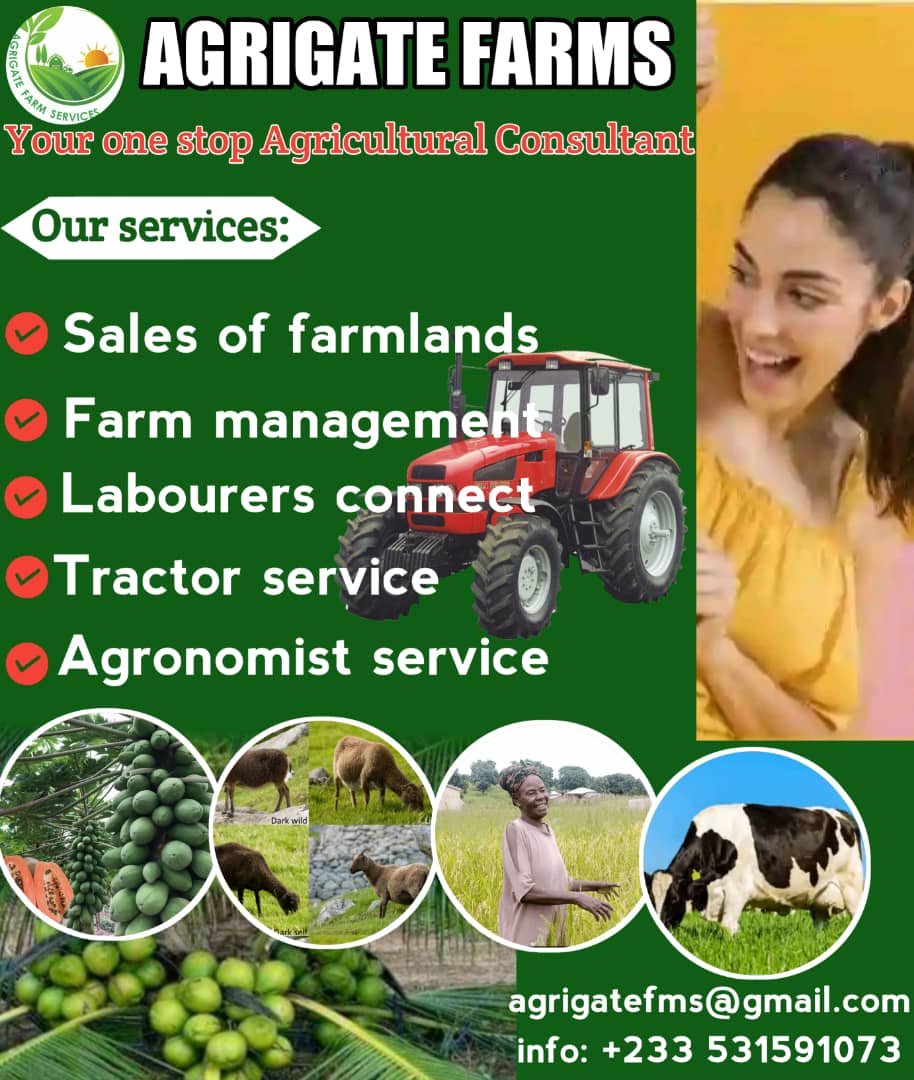 AGRIGATE FARM SERVICES
AGRIGATE FARMS
Your one stop Agricultural Consultant
Our services:
Sales of farmlands
Farm management
Labourers connect
Tractor service
Agronomist service
Dark wild
Dark self
agrigatefms@gmail.com
info: +233 531591073